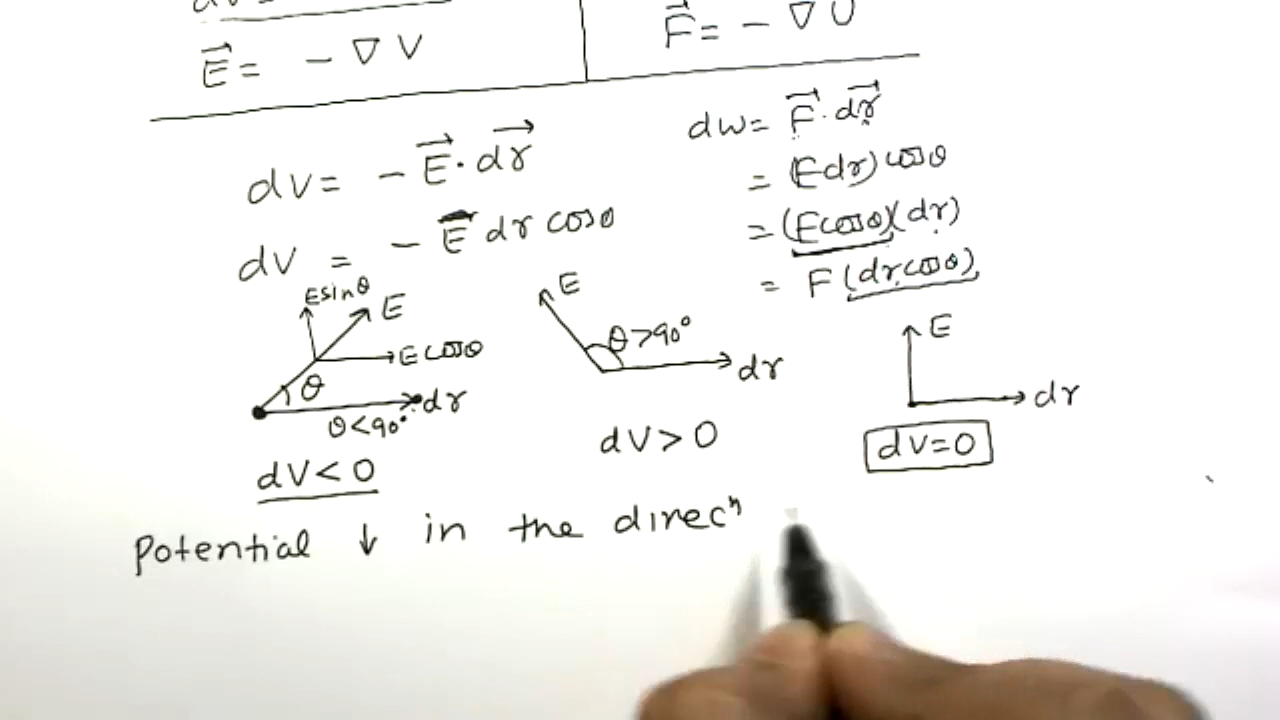 E⃗ = - ∇V
F⃗ = - ∇U
dV = - E⃗ · dr⃗
dV = - E dr cosθ
dw = F⃗ · dr⃗
= (Fdr) cosθ
= (Fcosθ)(dr)
= F (dr cosθ)
Esinθ
E
E cosθ
θ
dr
θ<90°
dV < 0
E
θ>90°
dr
dV > 0
E
dr
dV=0
Potential ↓ in the direcⁿ